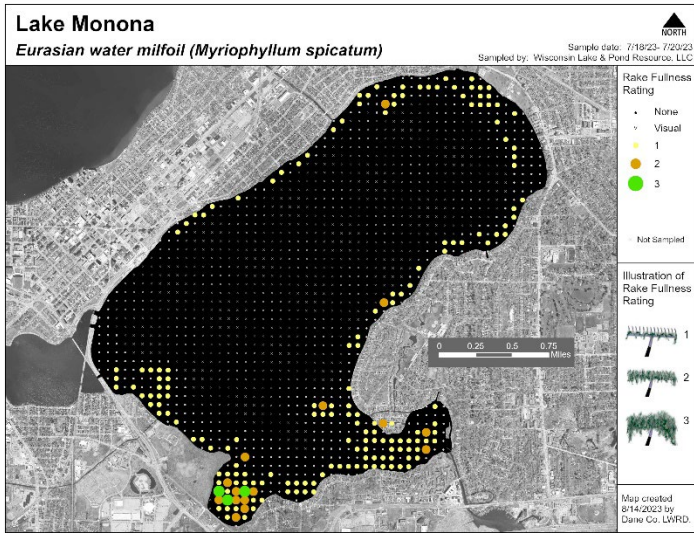 Lake Monona
Eurasian water milfoil (Myriophyllum spicatum)
NORTH
Sample date: 7/18/23- 7/20/23
Sampled by: Wisconsin Lake & Pond Resource, LLC
Rake Fullness
Rating
None
Visual
1
2
3
Not Sampled
Illustration of
Rake Fullness
Rating
1
2
3
0 0.25 0.5 0.75
Miles
Map created
8/14/2023 by
Dane Co. LWRD.